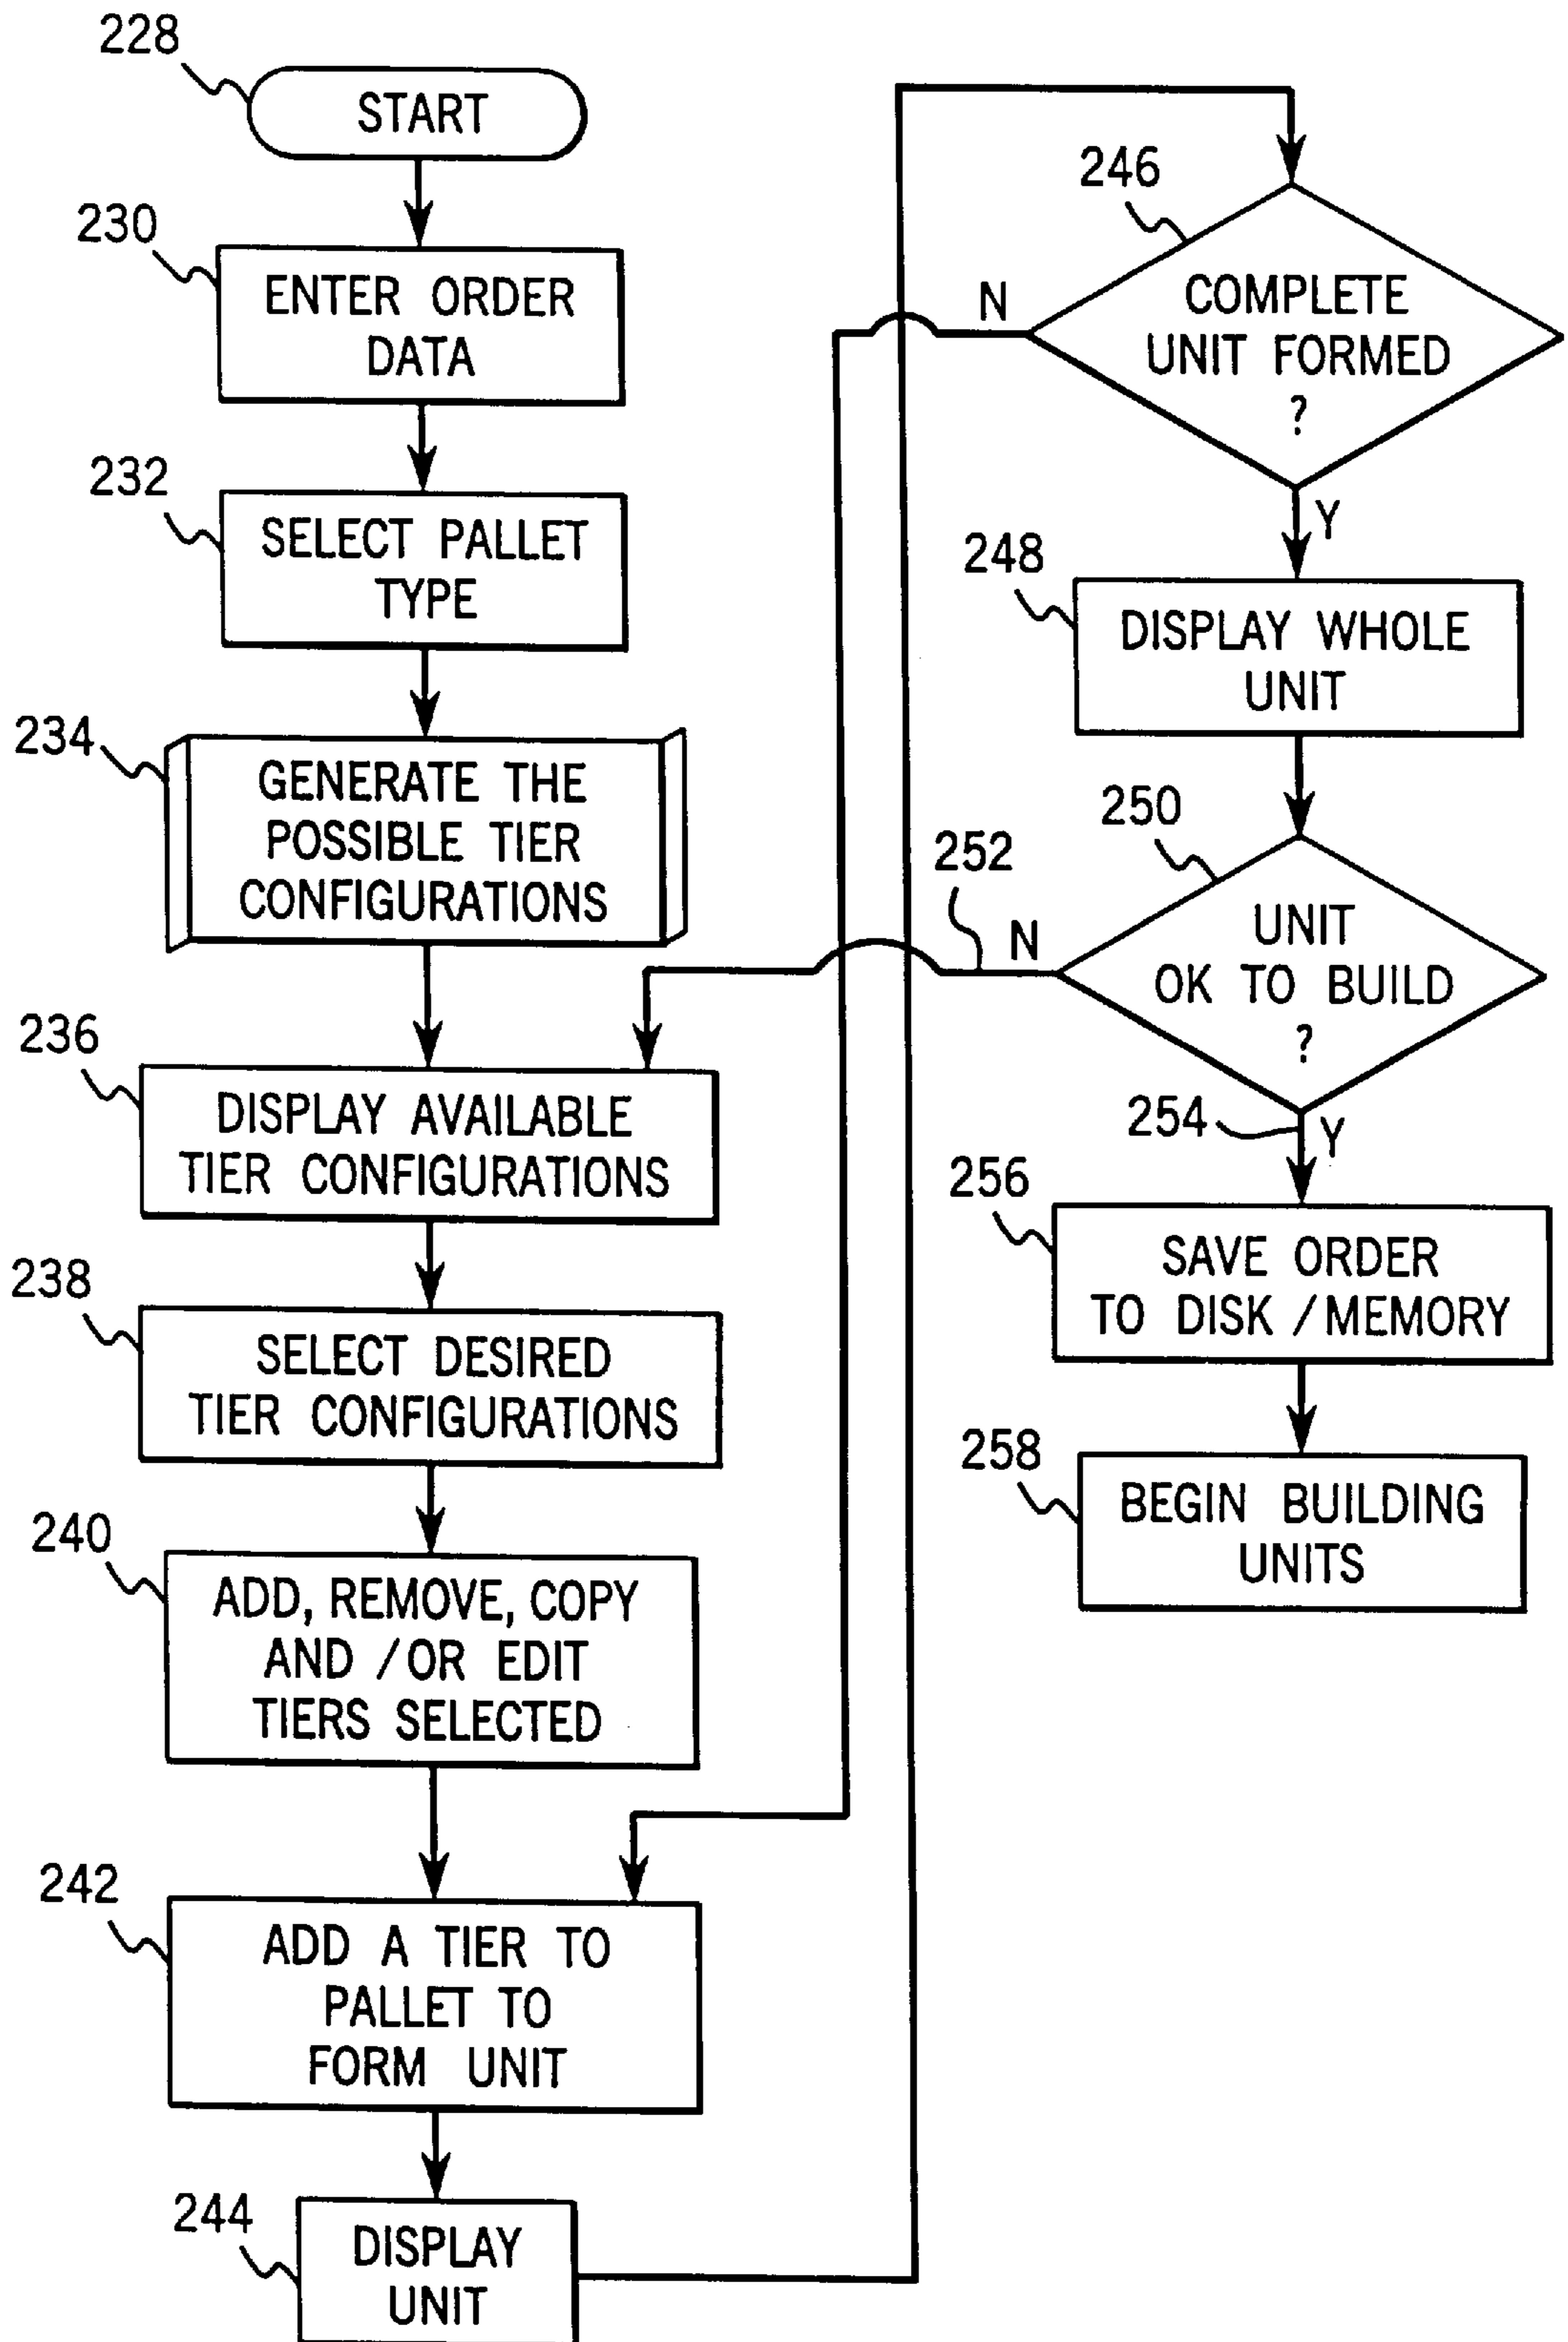 228
START
230
ENTER ORDER
DATA
232
SELECT PALLET
TYPE
234
GENERATE THE
POSSIBLE TIER
CONFIGURATIONS
236
DISPLAY AVAILABLE
TIER CONFIGURATIONS
238
SELECT DESIRED
TIER CONFIGURATIONS
240
ADD, REMOVE, COPY
AND /OR EDIT
TIERS SELECTED
242
ADD A TIER TO
PALLET TO
FORM UNIT
244
DISPLAY
UNIT
246
COMPLETE
UNIT FORMED
?
N
Y
248
DISPLAY WHOLE
UNIT
250
UNIT
OK TO BUILD
?
252
N
254
Y
256
SAVE ORDER
TO DISK /MEMORY
258
BEGIN BUILDING
UNITS